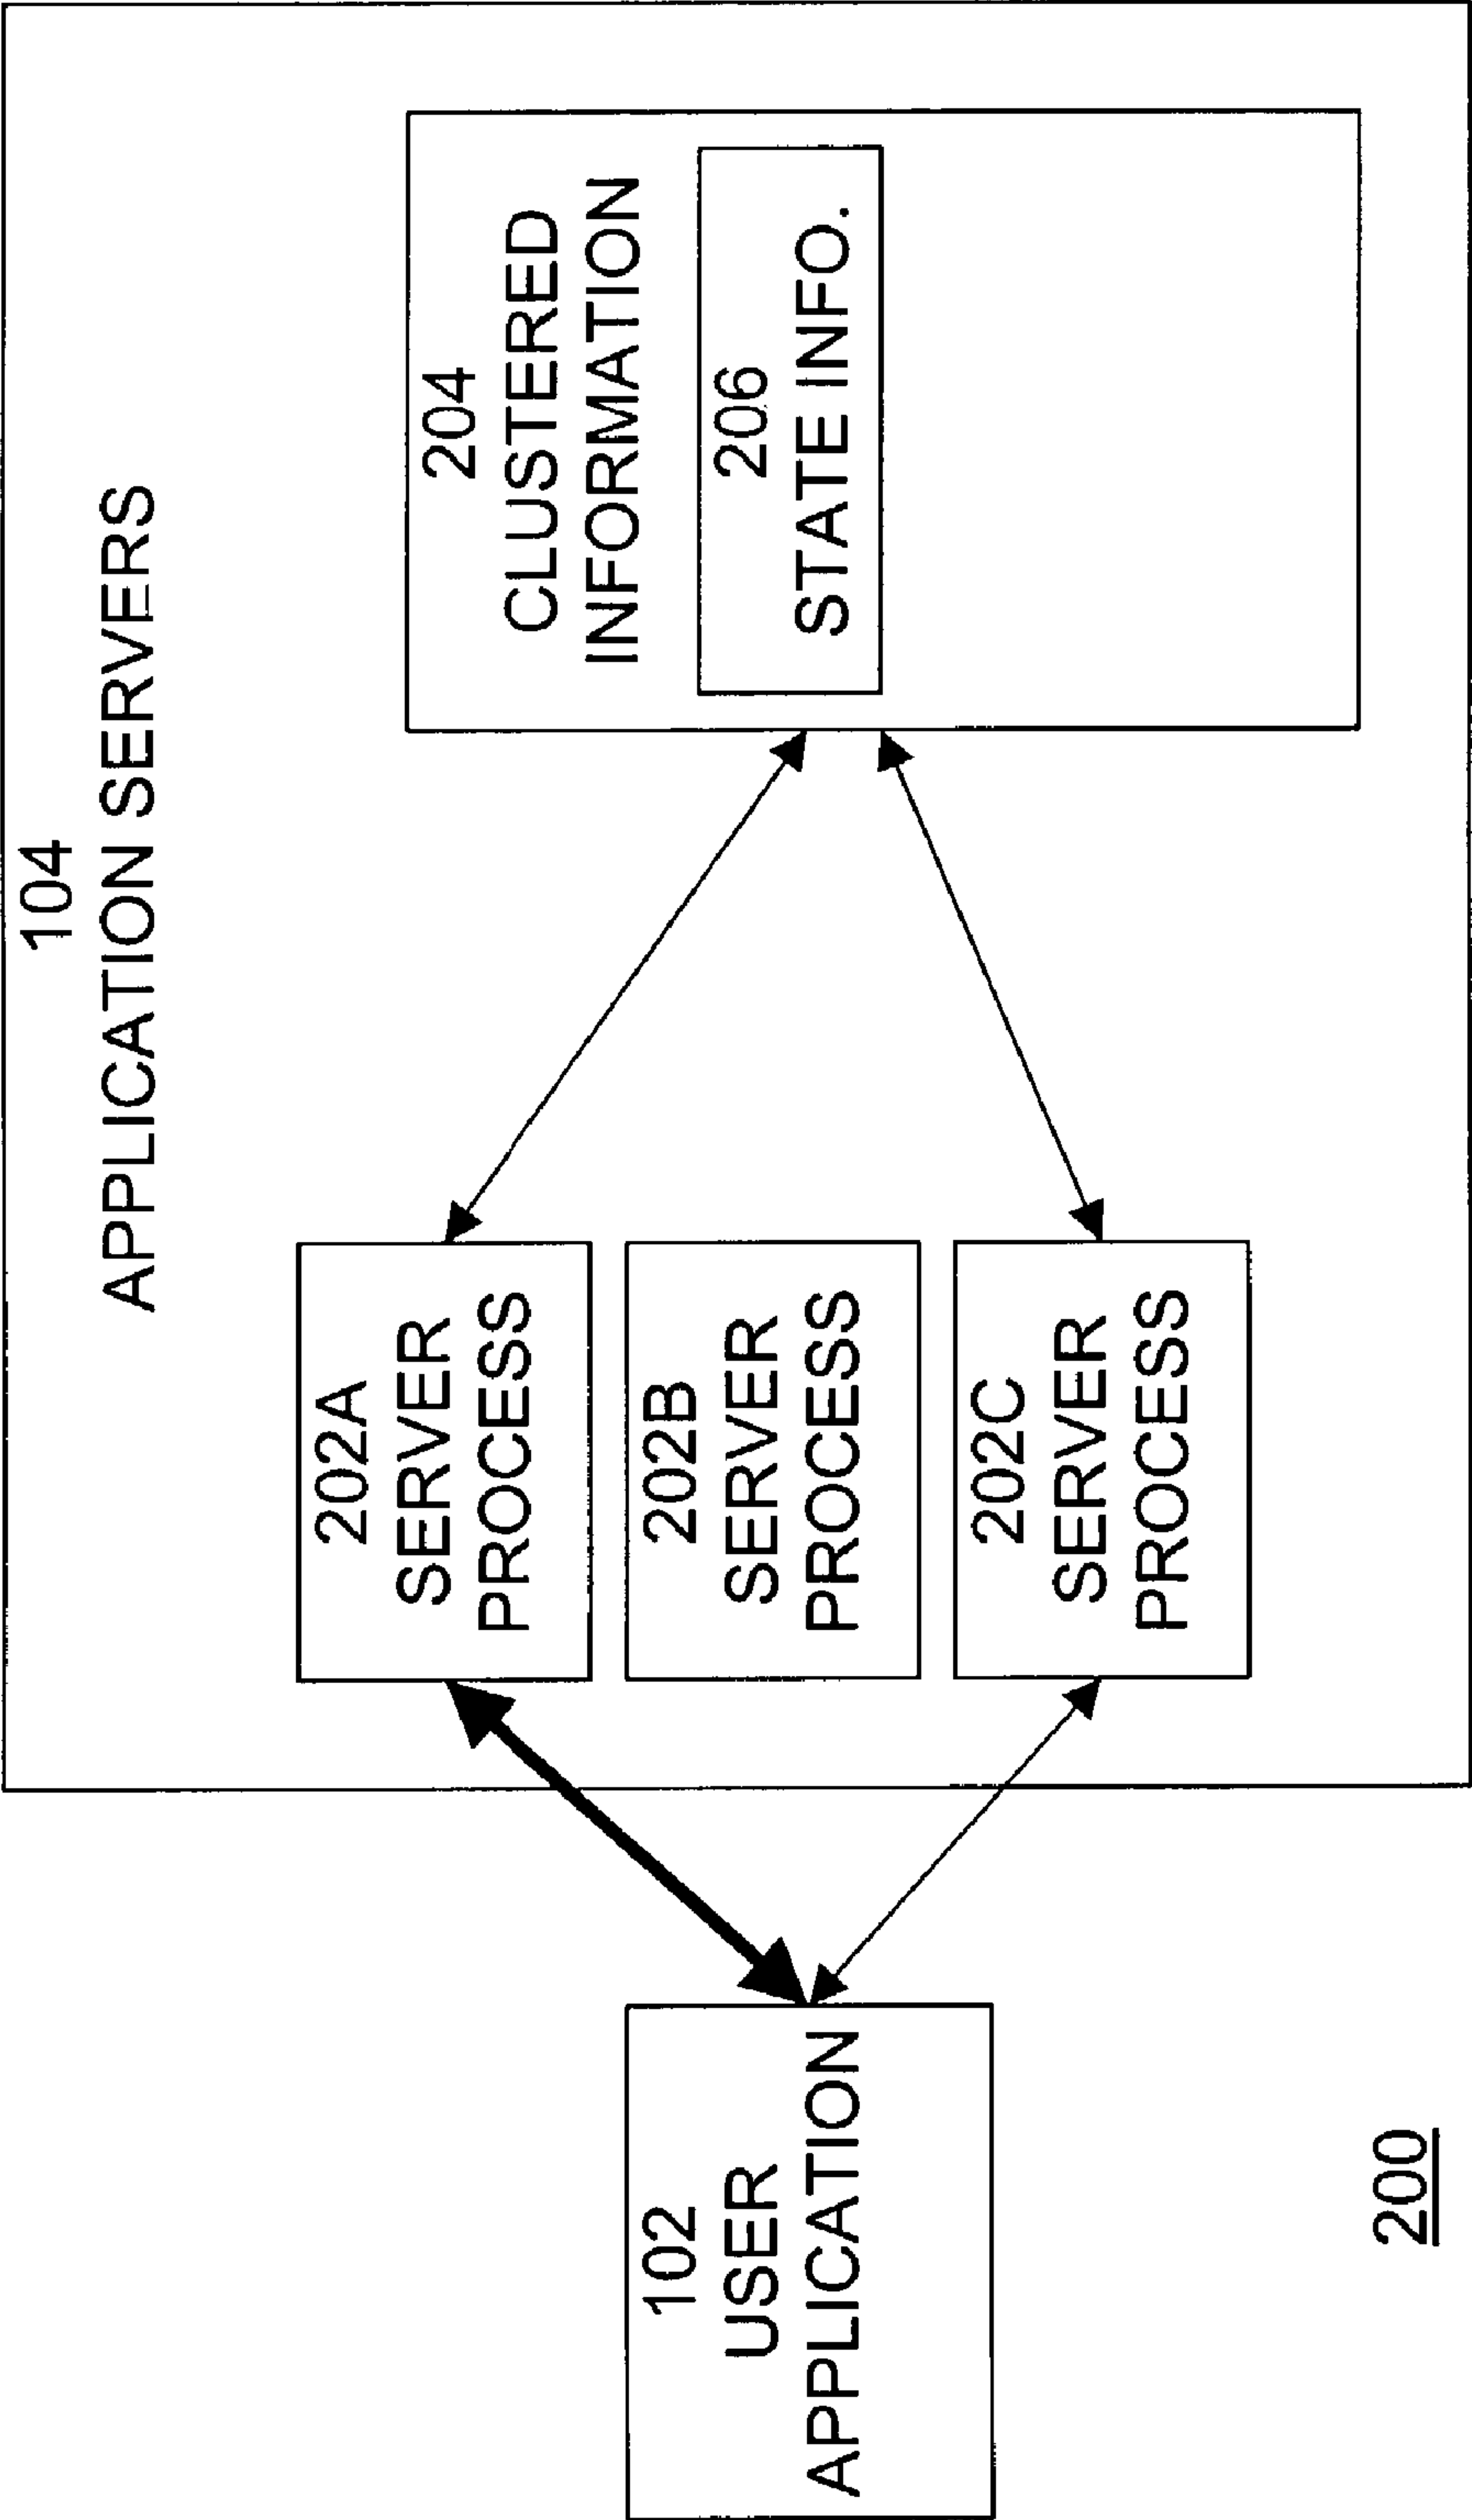 104
APPLICATION SERVERS
102
USER
APPLICATION
202A
SERVER
PROCESS
202B
SERVER
PROCESS
202C
SERVER
PROCESS
204
CLUSTERED
INFORMATION
206
STATE INFO.
200